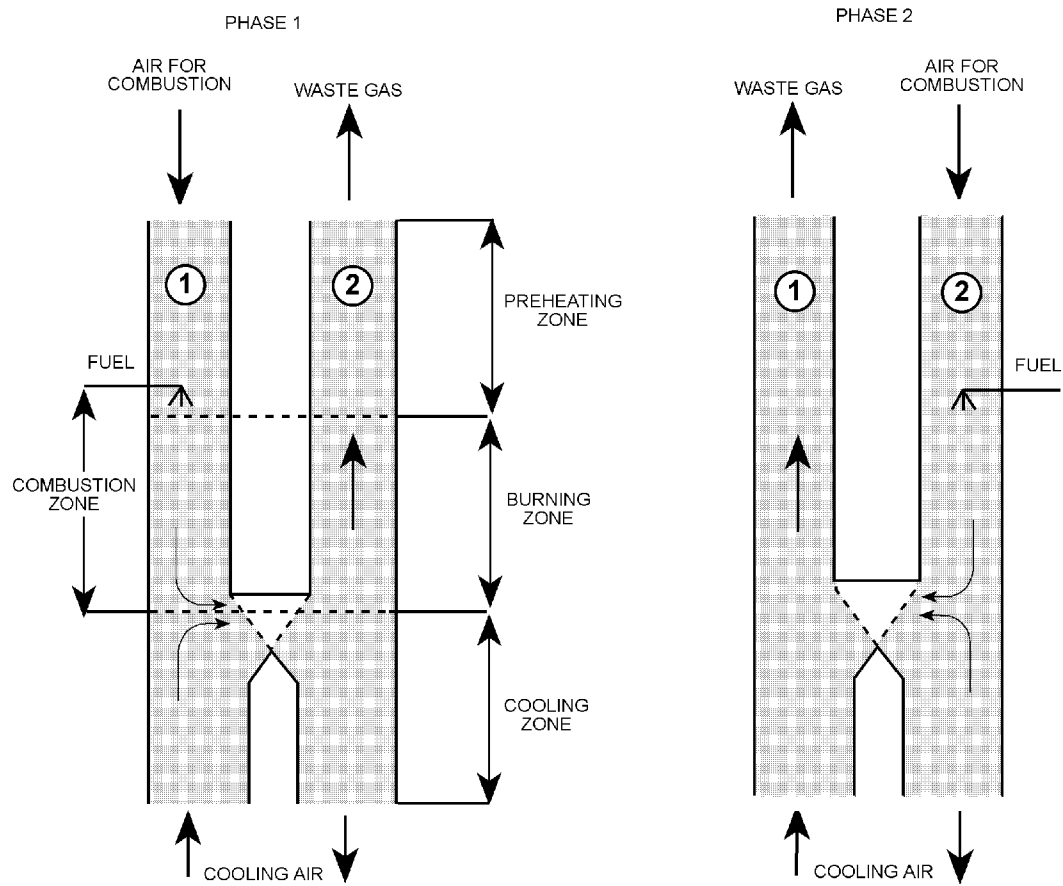 PHASE 1
AIR FOR
COMBUSTION
WASTE GAS
1
2
PREHEATING
ZONE
FUEL
COMBUSTION
ZONE
BURNING
ZONE
COOLING
ZONE
COOLING AIR
PHASE 2
WASTE GAS
AIR FOR
COMBUSTION
1
2
FUEL
COOLING AIR